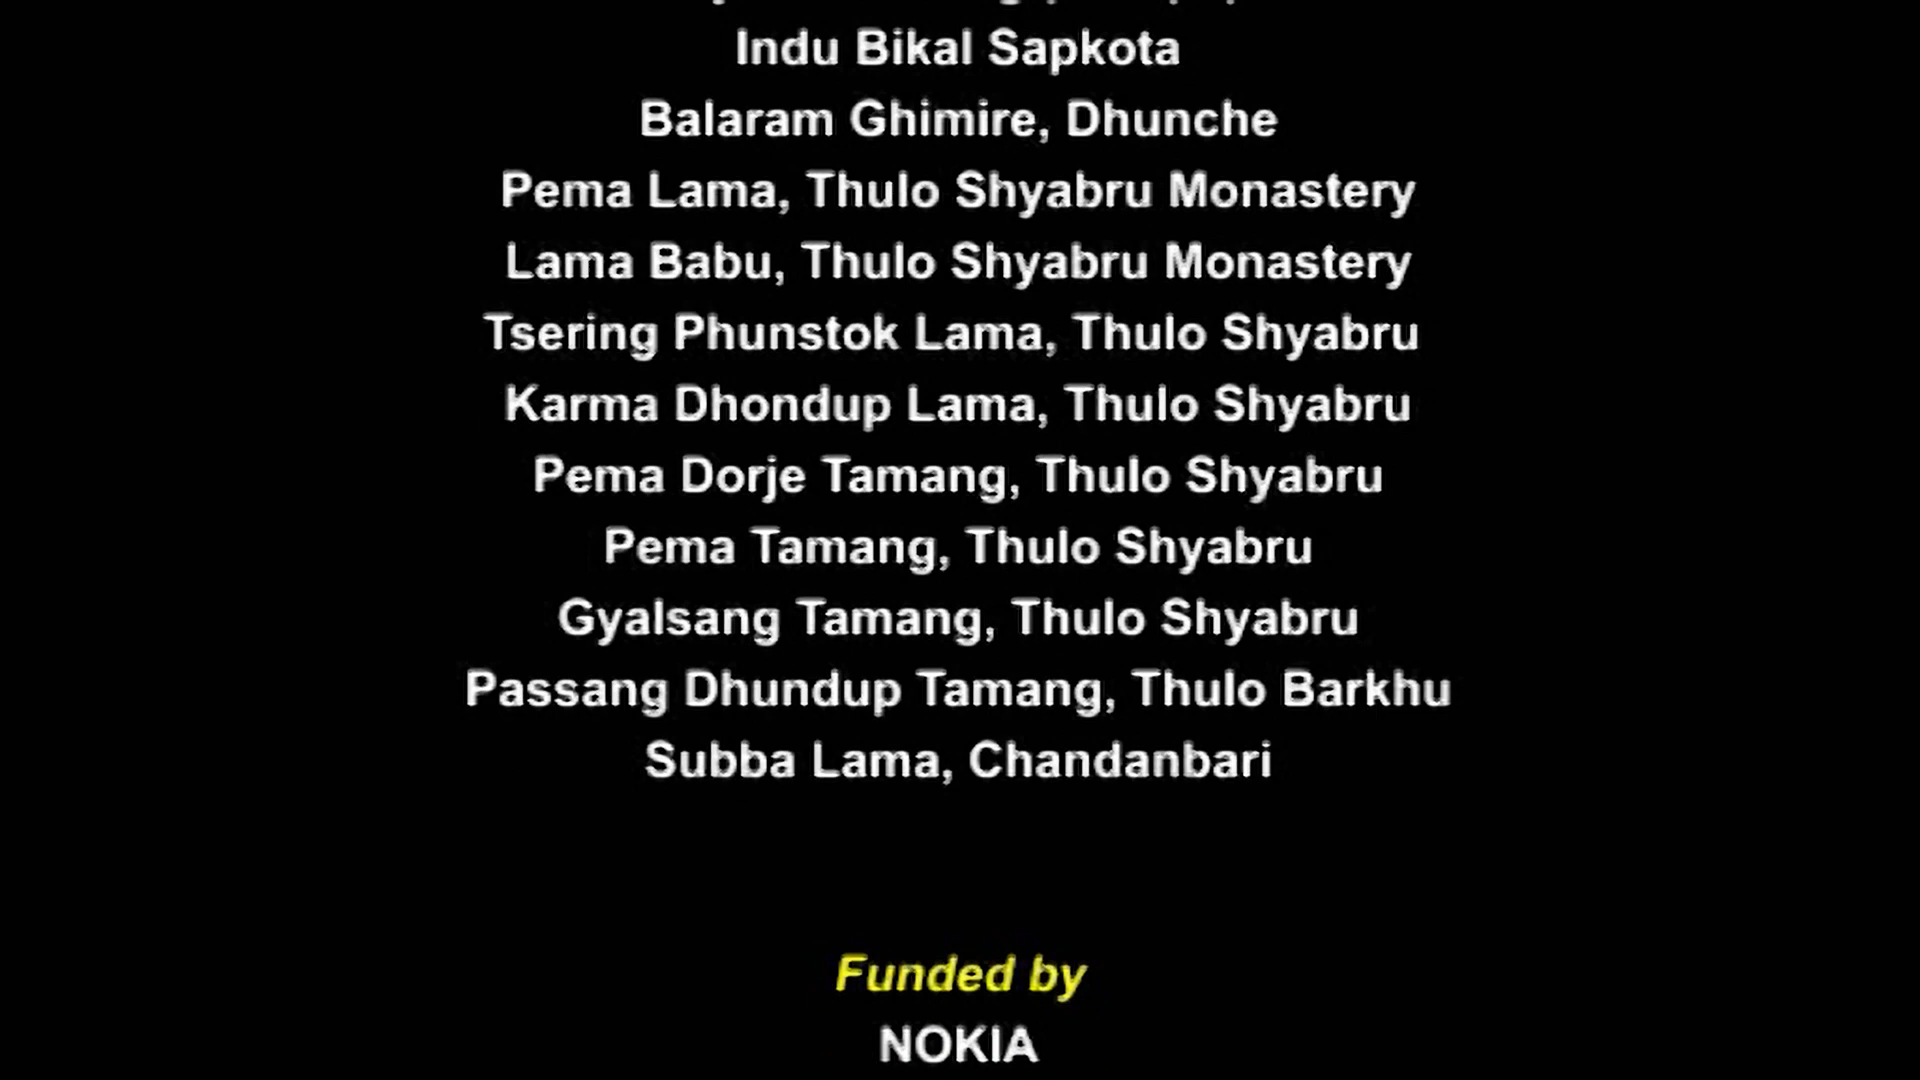 Indu Bikal Sapkota
Balaram Ghimire, Dhunche
Pema Lama, Thulo Shyabru Monastery
Lama Babu, Thulo Shyabru Monastery
Tsering Phunstok Lama, Thulo Shyabru
Karma Dhondup Lama, Thulo Shyabru
Pema Dorje Tamang, Thulo Shyabru
Pema Tamang, Thulo Shyabru
Gyalsang Tamang, Thulo Shyabru
Passang Dhundup Tamang, Thulo Barkhu
Subba Lama, Chandanbari
Funded by
NOKIA